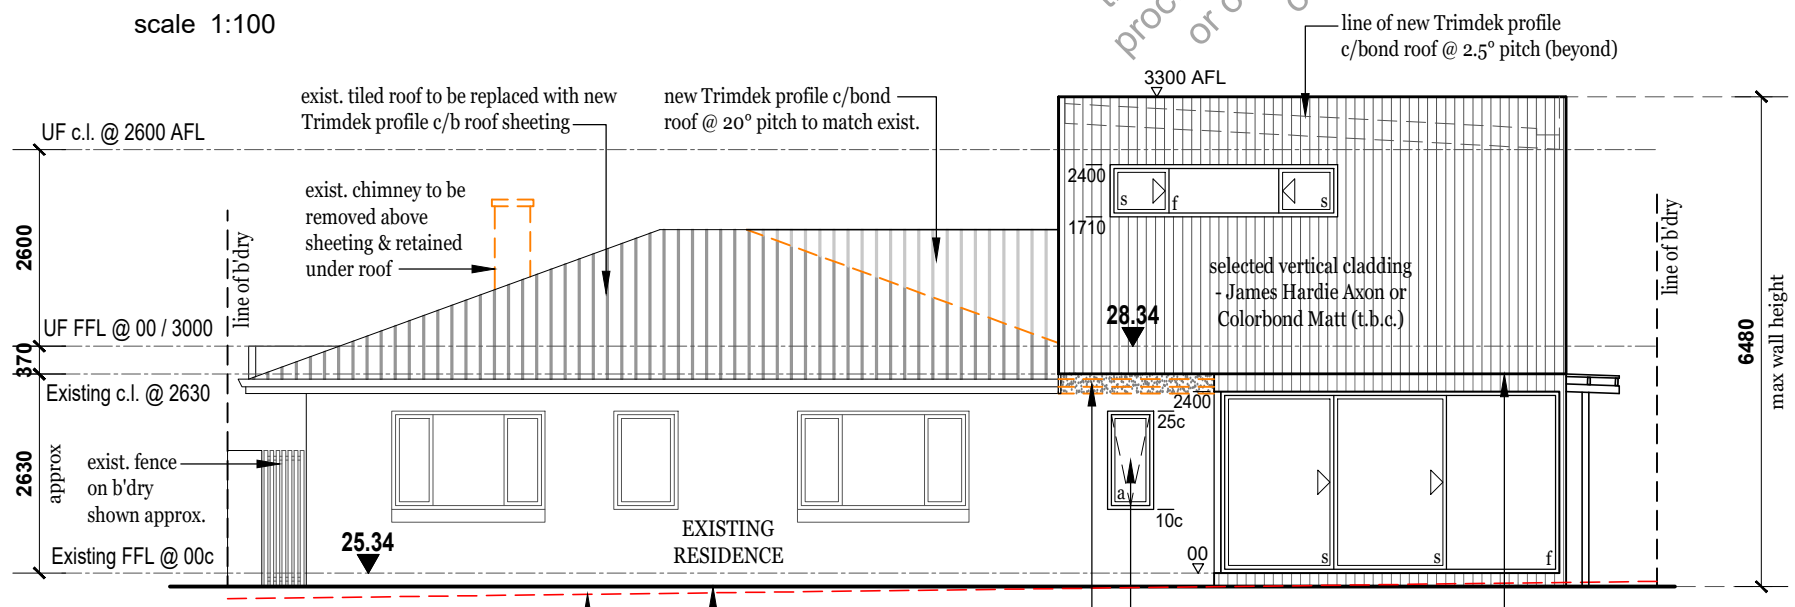 scale 1:100
proc
or o
line of new Trimdek profile
c/bond roof @ 2.5° pitch (beyond)
3300 AFL
exist. tiled roof to be replaced with new
Trimdek profile c/b roof sheeting
new Trimdek profile c/bond
roof @ 20° pitch to match exist.
UF c.l. @ 2600 AFL
exist. chimney to be
removed above
sheeting & retained
under roof
2400
s
f
s
1710
2600
line of b'dry
line of b'dry
selected vertical cladding
- James Hardie Axon or
Colorbond Matt (t.b.c.)
28.34
UF FFL @ 00 / 3000
370
Existing c.l. @ 2630
6480
max wall height
2400
25c
2630
approx
exist. fence
on b'dry
shown approx.
a
10c
EXISTING
RESIDENCE
25.34
Existing FFL @ 00c
00
s
s
f